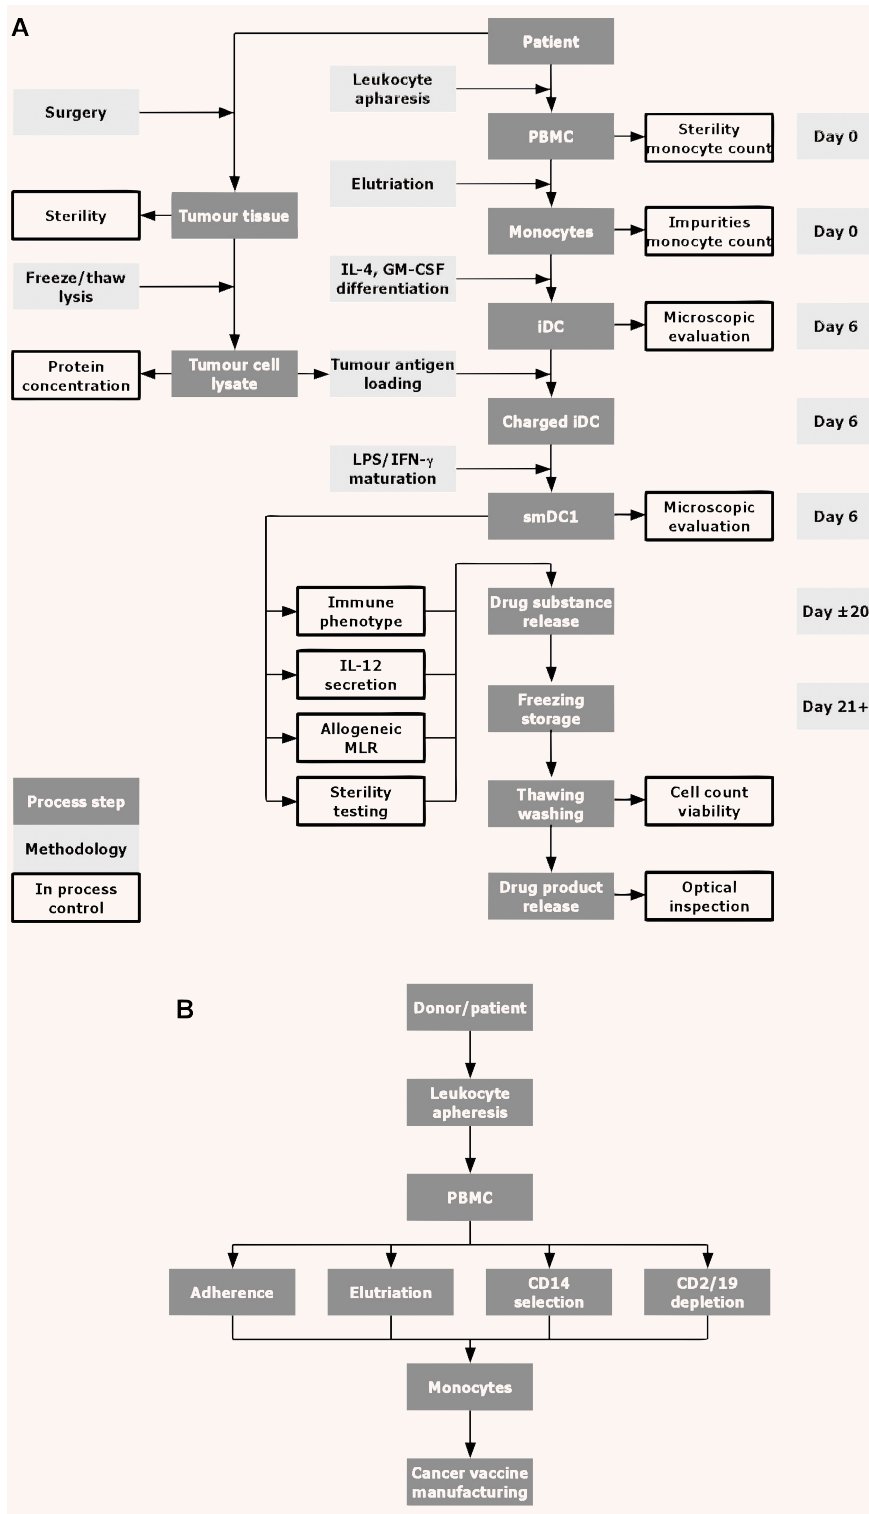 A
Patient
Leukocyte
apharesis
Surgery
PBMC
Sterility
monocyte count
Day 0
Elutriation
Sterility
Tumour tissue
Monocytes
Impurities
monocyte count
Day 0
Freeze/thaw
lysis
IL-4, GM-CSF
differentiation
iDC
Microscopic
evaluation
Day 6
Protein
concentration
Tumour cell
lysate
Tumour antigen
loading
Charged iDC
Day 6
LPS/IFN-γ
maturation
smDC1
Microscopic
evaluation
Day 6
Immune
phenotype
Drug substance
release
Day ±20
IL-12
secretion
Freezing
storage
Day 21+
Allogeneic
MLR
Process step
Sterility
testing
Thawing
washing
Cell count
viability
Methodology
In process
control
Drug product
release
Optical
inspection
B
Donor/patient
Leukocyte
apheresis
PBMC
Adherence
Elutriation
CD14
selection
CD2/19
depletion
Monocytes
Cancer vaccine
manufacturing